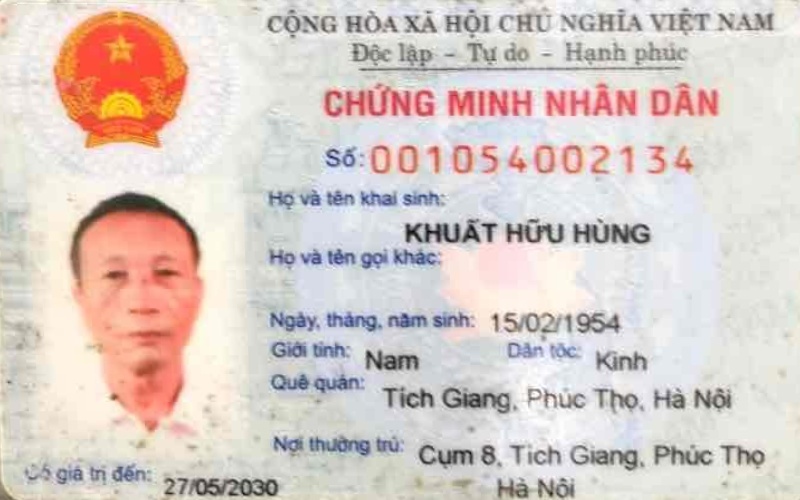 CỘNG HÒA XÃ HỘI CHỦ NGHĨA VIỆT NAM
Độc lập - Tự do - Hạnh phúc
CHỨNG MINH NHÂN DÂN
Số: 001054002134
Họ và tên khai sinh:
KHUẤT HỮU HÙNG
Họ và tên gọi khác:
Ngày, tháng, năm sinh: 15/02/1954
Giới tính: Nam Dân tộc: Kinh
Quê quán: Tích Giang, Phúc Thọ, Hà Nội
Nơi thường trú: Cụm 8, Tích Giang, Phúc Thọ
Hà Nội
Có giá trị đến: 27/05/2030